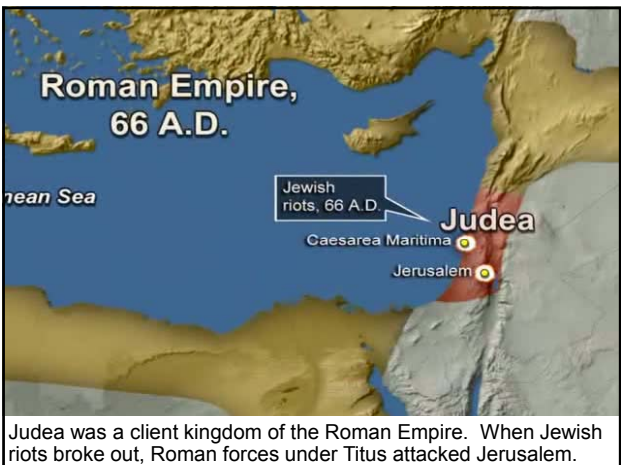 Roman Empire,
66 A.D.
nean Sea
Jewish
riots, 66 A.D.
Judea
Caesarea Maritima
Jerusalem
Judea was a client kingdom of the Roman Empire.  When Jewish
riots broke out, Roman forces under Titus attacked Jerusalem.